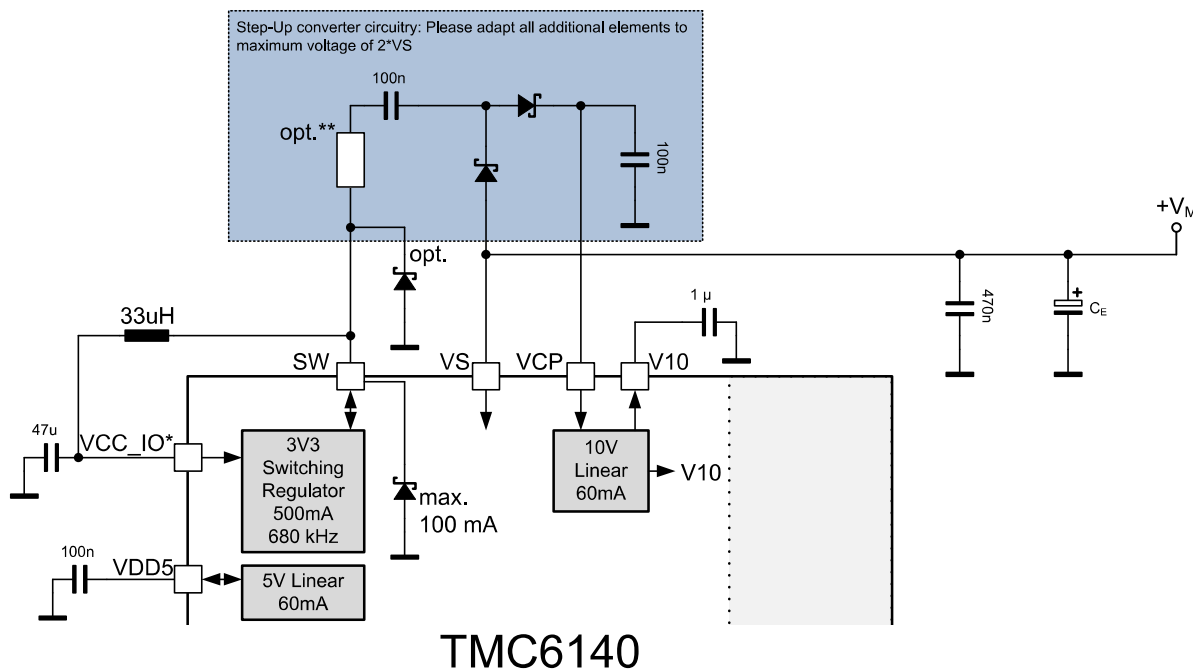 Step-Up converter circuitry: Please adapt all additional elements to
maximum voltage of 2*VS
100n
opt.**
100n
+VM
opt.
1 µ
470n
+
CE
33uH
SW
VS
VCP
V10
47u
VCC_IO*
3V3
Switching
Regulator
500mA
680 kHz
10V
Linear
60mA
V10
max.
100 mA
100n
VDD5
5V Linear
60mA
TMC6140